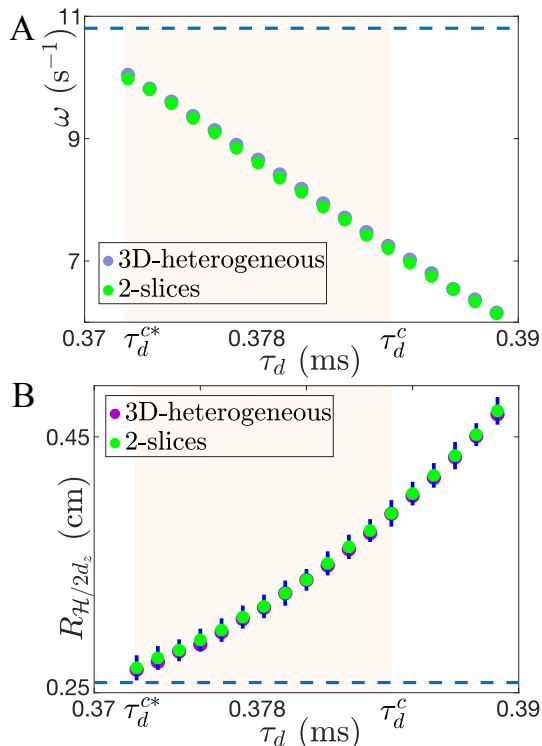 A
ω (s⁻¹)
11
9
7
3D-heterogeneous
2-slices
0.37
τ_d^{c*}
0.378
τ_d^c
0.39
τ_d (ms)
B
R_{ℋ/2d_z} (cm)
0.45
0.25
3D-heterogeneous
2-slices
0.37
τ_d^{c*}
0.378
τ_d^c
0.39
τ_d (ms)